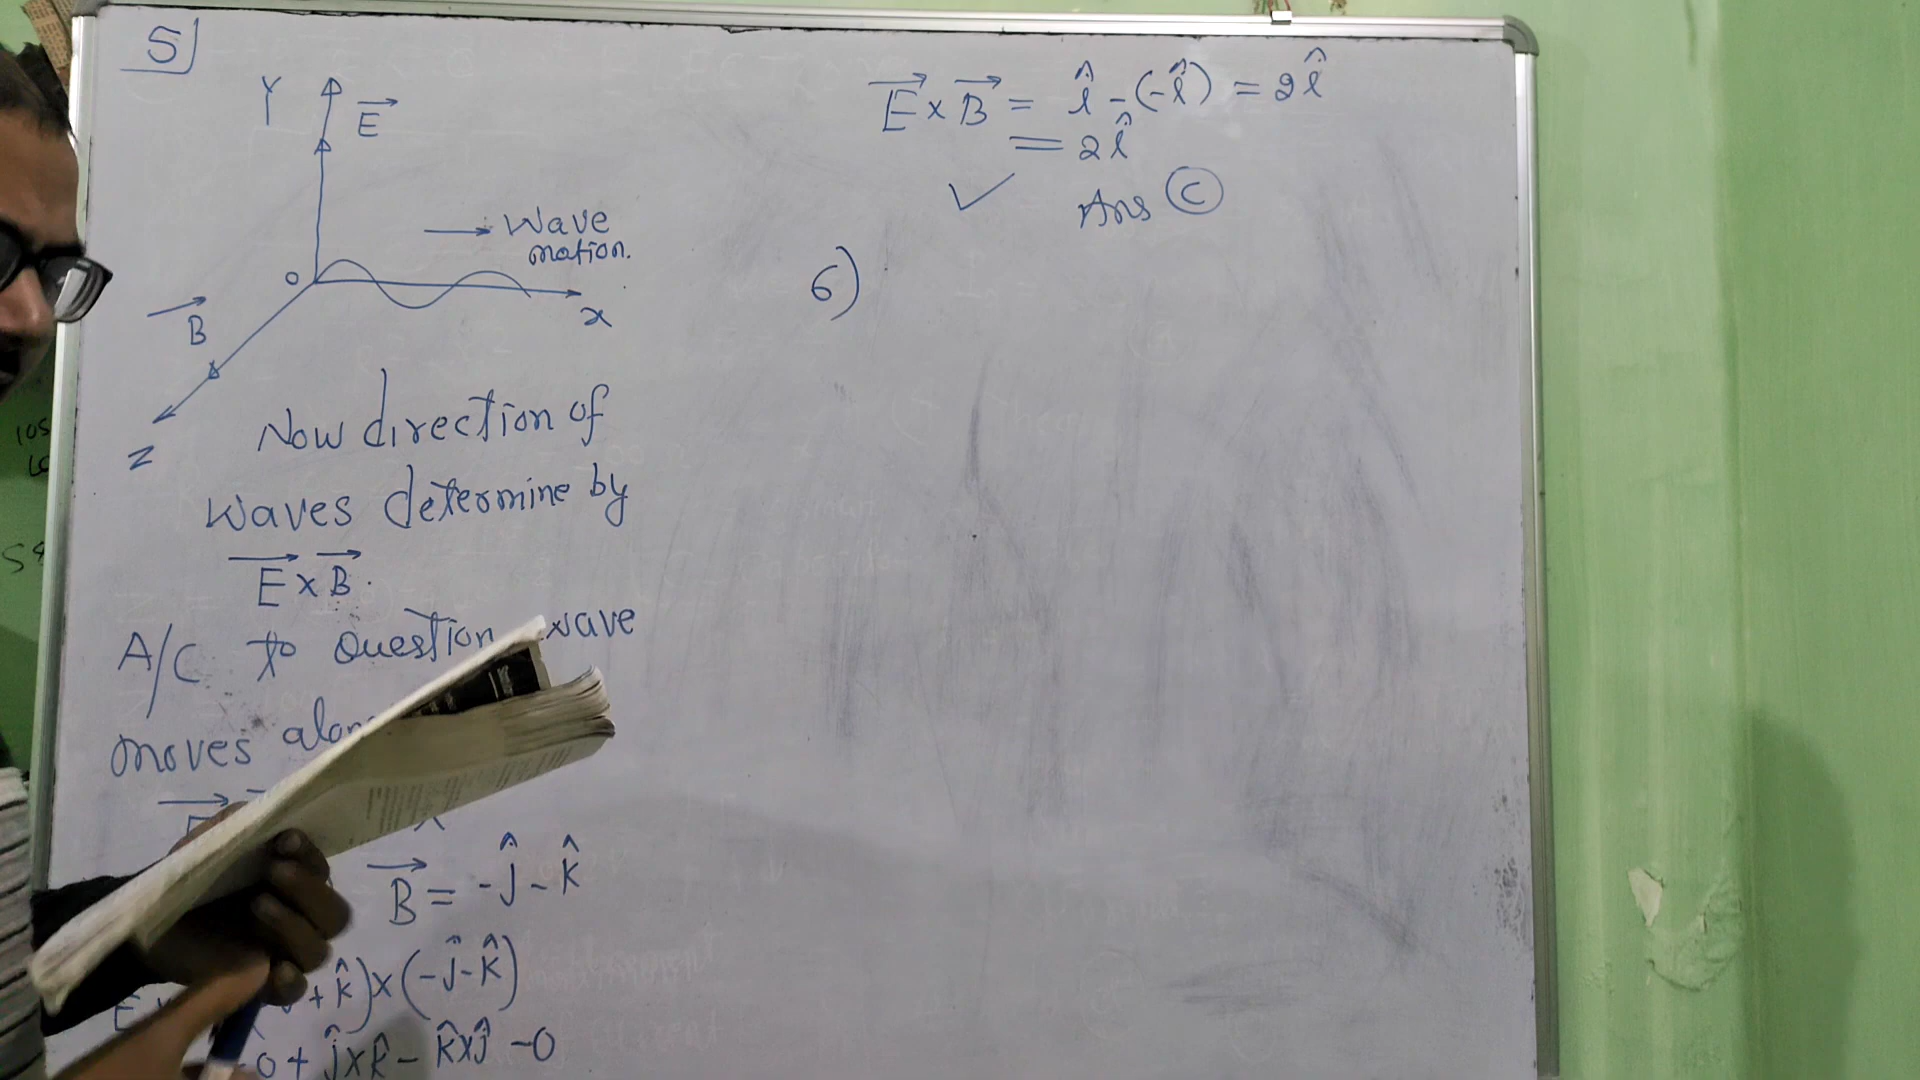 5
Y
E
Wave
motion.
O
x
B
Z
Now direction of
waves determine by
E x B.
A/C to question wave
moves
B = -ĵ - k̂
+ k̂) x (-ĵ - k̂)
0 + ĵ x k̂ - k̂ x ĵ - 0
E x B = î - (-î) = 2î
= 2î
✓ Ans (C)
6)